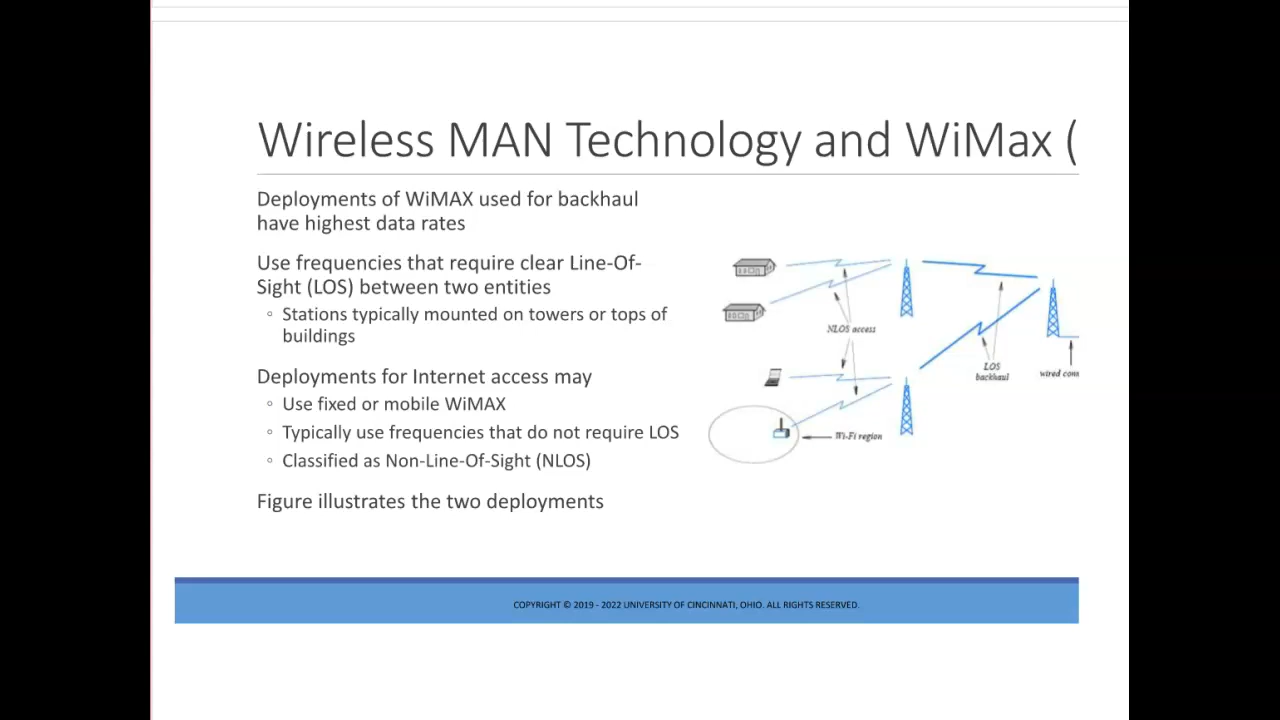 Wireless MAN Technology and WiMax (
Deployments of WiMAX used for backhaul
have highest data rates
Use frequencies that require clear Line-Of-
Sight (LOS) between two entities
◦ Stations typically mounted on towers or tops of
buildings
Deployments for Internet access may
◦ Use fixed or mobile WiMAX
◦ Typically use frequencies that do not require LOS
◦ Classified as Non-Line-Of-Sight (NLOS)
Figure illustrates the two deployments
NLOS access
LOS
backhaul
wired
Wi-Fi region
COPYRIGHT © 2019 - 2022 UNIVERSITY OF CINCINNATI, OHIO. ALL RIGHTS RESERVED.